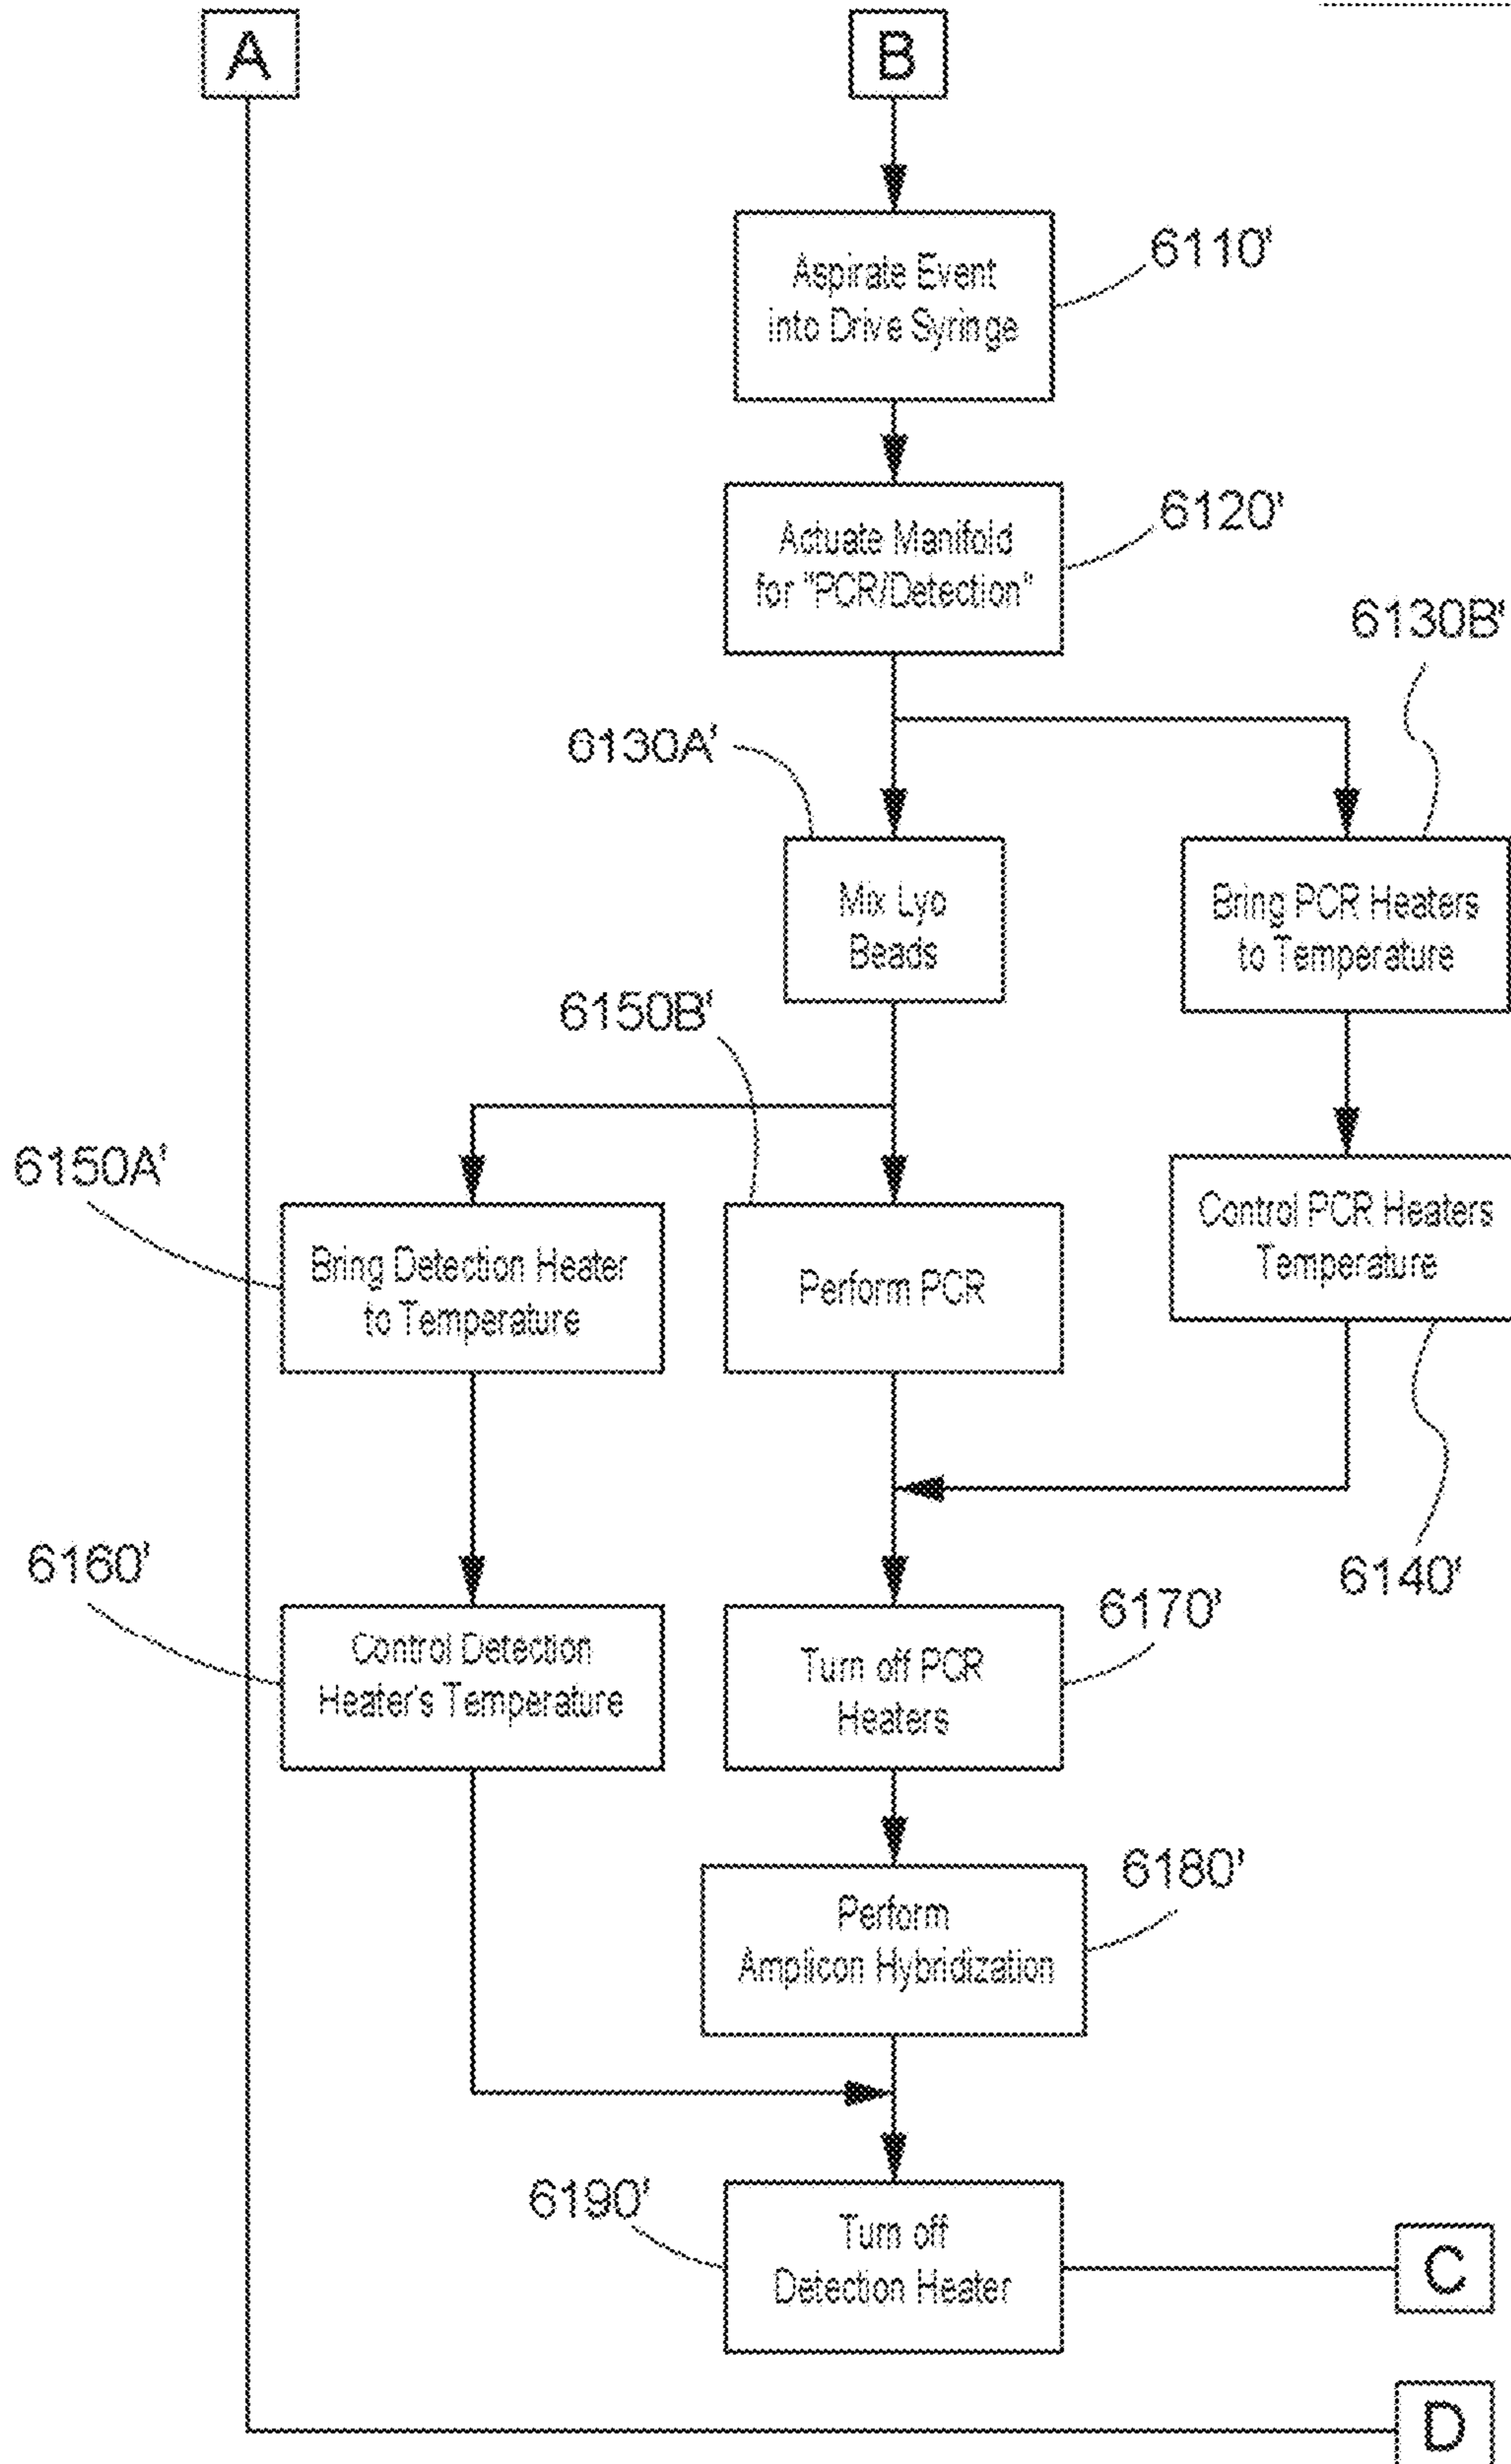 A
B
Aspirate Event
into Drive Syringe
6110'
Actuate Manifold
for "PCR/Detection"
6120'
6130B'
6130A'
Mix Lyo
Beads
Bring PCR Heaters
to Temperature
6150B'
6150A'
Bring Detection Heater
to Temperature
Perform PCR
Control PCR Heaters
Temperature
6160'
6140'
Control Detection
Heater's Temperature
Turn off PCR
Heaters
6170'
Perform
Amplicon Hybridization
6180'
6190'
Turn off
Detection Heater
C
D